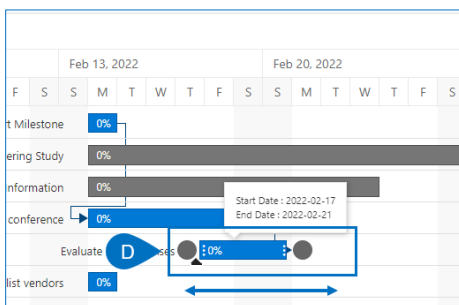 Feb 13, 2022 Feb 20, 2022
F S S M T W T F S S M T W T F S
t Milestone 0%
ering Study 0%
nformation 0%
Start Date : 2022-02-17
End Date : 2022-02-21
conference 0%
Evaluate D ses 0%
list vendors 0%